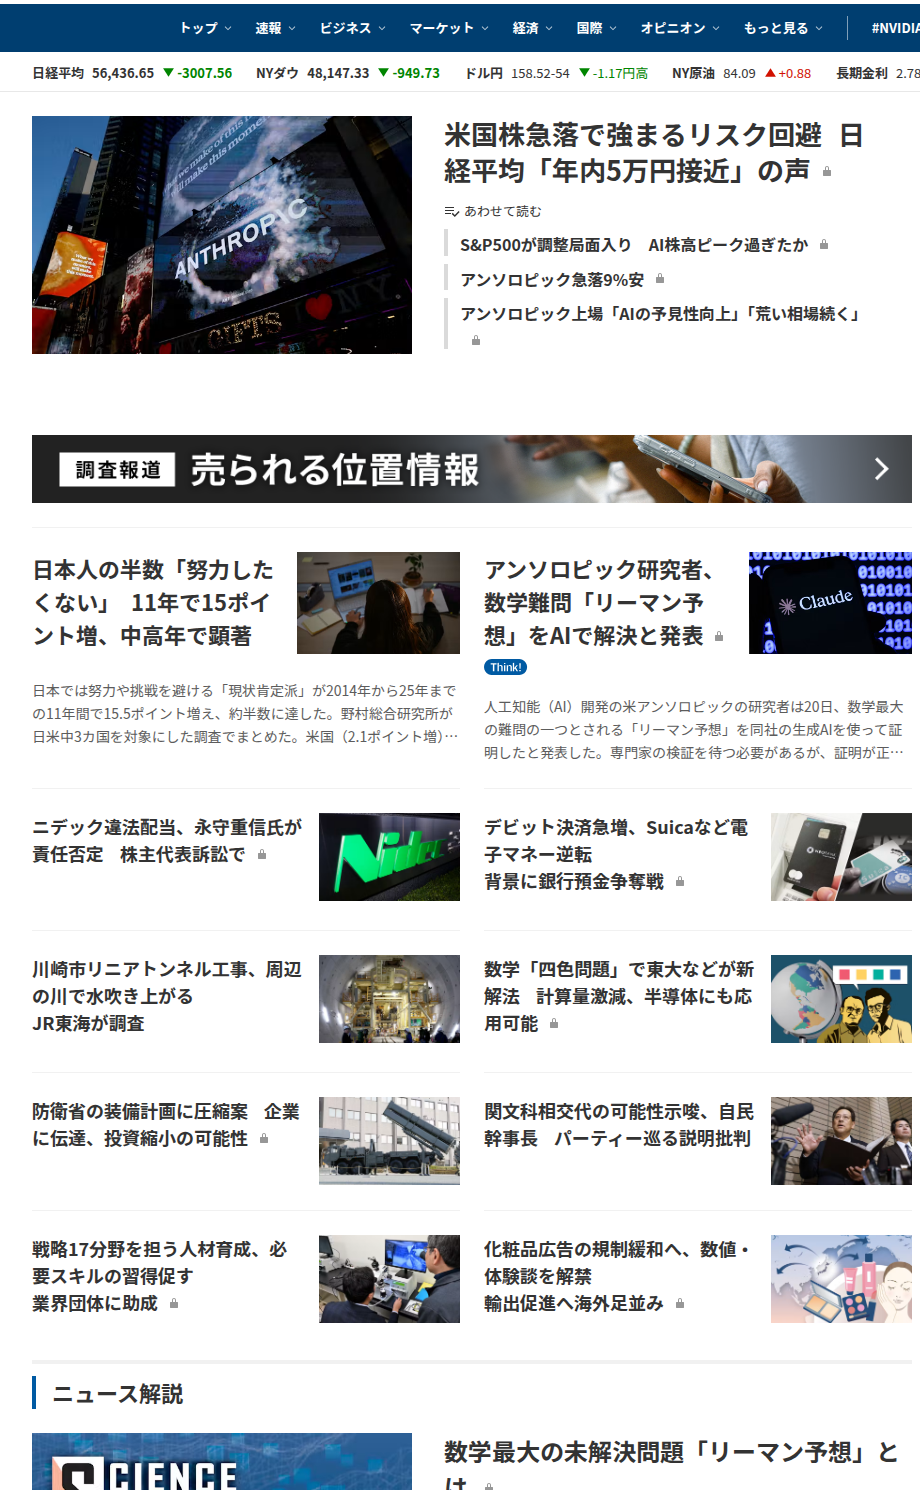 トップ 速報 ビジネス マーケット 経済 国際 オピニオン もっと見る #NVIDIA
日経平均 56,436.65 ▼ -3007.56 NYダウ 48,147.33 ▼ -949.73 ドル円 158.52-54 ▼ -1.17円高 NY原油 84.09 ▲ +0.88 長期金利 2.78
ANTHROPIC
GIFTS
NY
米国株急落で強まるリスク回避 日
経平均「年内5万円接近」の声
あわせて読む
S&P500が調整局面入り AI株高ピーク過ぎたか
アンソロピック急落9%安
アンソロピック上場「AIの予見性向上」「荒い相場続く」
調査報道 売られる位置情報
日本人の半数「努力した
くない」 11年で15ポイ
ント増、中高年で顕著
日本では努力や挑戦を避ける「現状肯定派」が2014年から25年まで
の11年間で15.5ポイント増え、約半数に達した。野村総合研究所が
日米中3カ国を対象にした調査でまとめた。米国（2.1ポイント増）…
アンソロピック研究者、
数学難問「リーマン予
想」をAIで解決と発表
Think!
Claude
人工知能（AI）開発の米アンソロピックの研究者は20日、数学最大
の難問の一つとされる「リーマン予想」を同社の生成AIを使って証
明したと発表した。専門家の検証を待つ必要があるが、証明が正…
ニデック違法配当、永守重信氏が
責任否定 株主代表訴訟で
Nidec
デビット決済急増、Suicaなど電
子マネー逆転
背景に銀行預金争奪戦
川崎市リニアトンネル工事、周辺
の川で水吹き上がる
JR東海が調査
数学「四色問題」で東大などが新
解法 計算量激減、半導体にも応
用可能
防衛省の装備計画に圧縮案 企業
に伝達、投資縮小の可能性
関文科相交代の可能性示唆、自民
幹事長 パーティー巡る説明批判
戦略17分野を担う人材育成、必
要スキルの習得促す
業界団体に助成
化粧品広告の規制緩和へ、数値・
体験談を解禁
輸出促進へ海外足並み
ニュース解説
SCIENCE
数学最大の未解決問題「リーマン予想」と
は